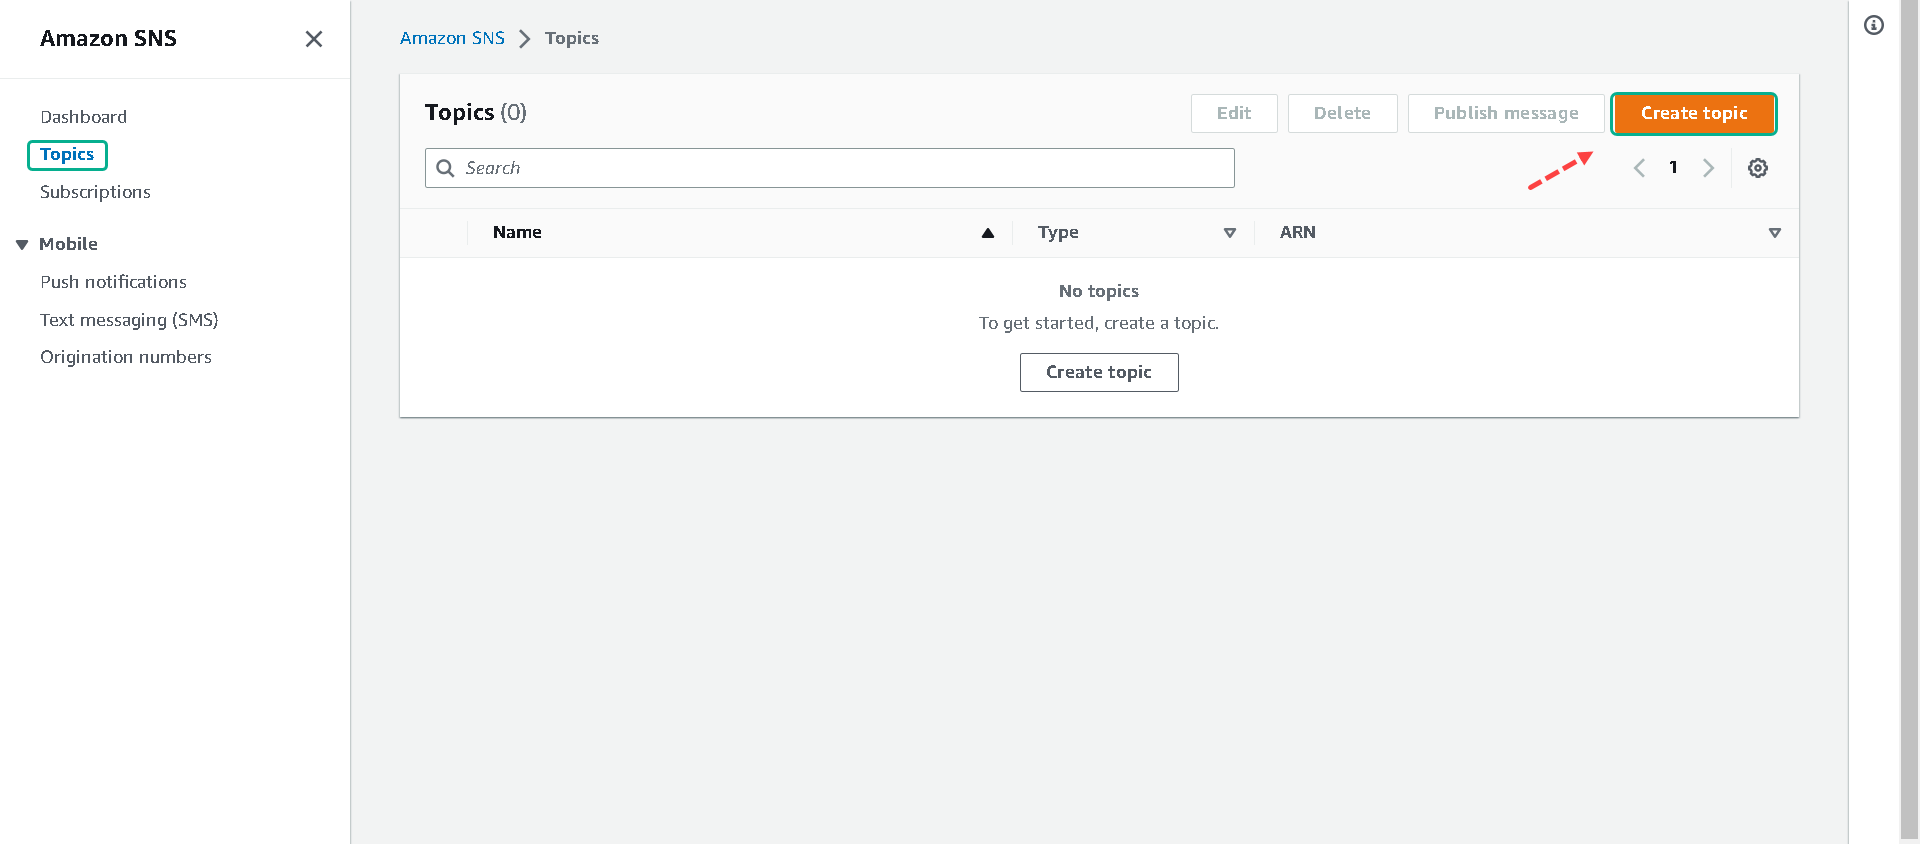 Amazon SNS
Dashboard
Topics
Subscriptions
Mobile
Push notifications
Text messaging (SMS)
Origination numbers
Amazon SNS Topics
Topics (0)
Edit Delete Publish message Create topic
Search
1
Name Type ARN
No topics
To get started, create a topic.
Create topic